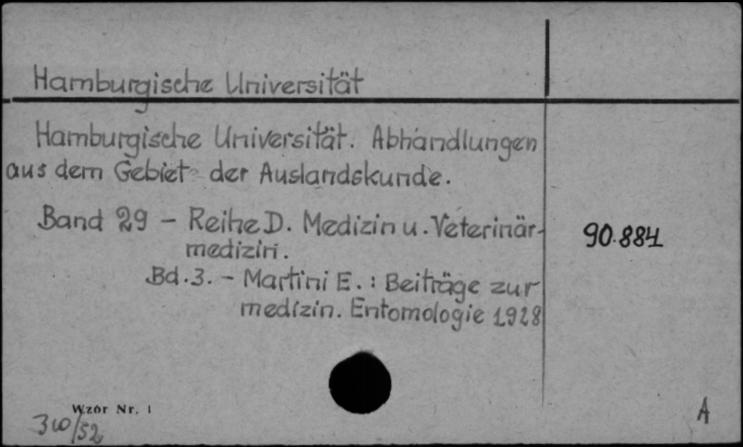 Hamburgische Universität
Hamburgische Universität. Abhandlungen
aus dem Gebiet der Auslandskunde.
Band 29 - Reihe D. Medizin u. Veterinär-
medizin.
90.884
Bd. 3. - Martini E. : Beiträge zur
medizin. Entomologie 1928
Wzór Nr. 1
310/52
A